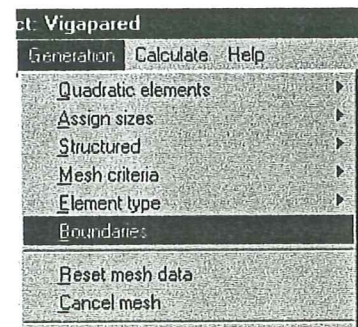 ct: Vigapared
Generation Calculate Help
Quadratic elements
Assign sizes
Structured
Mesh criteria
Element type
Boundaries
Reset mesh data
Cancel mesh